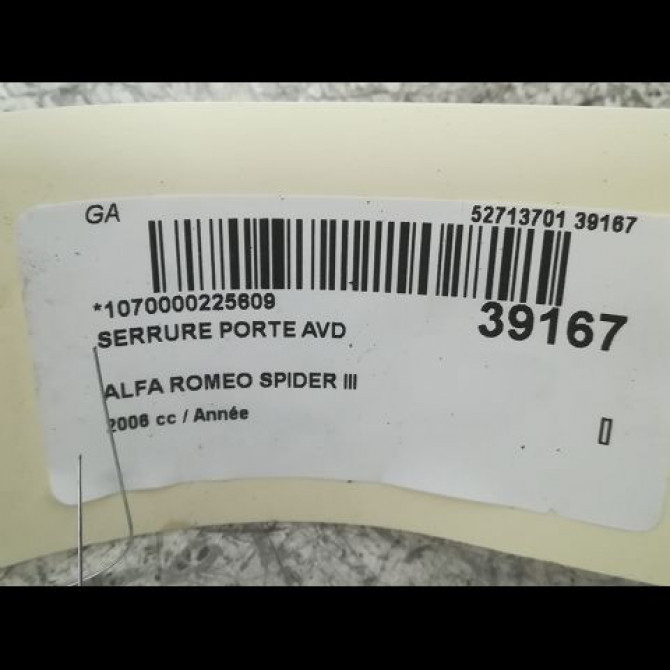 GA
52713701 39167
*1070000225609
39167
SERRURE PORTE AVD
ALFA ROMEO SPIDER III
2006 cc / Année